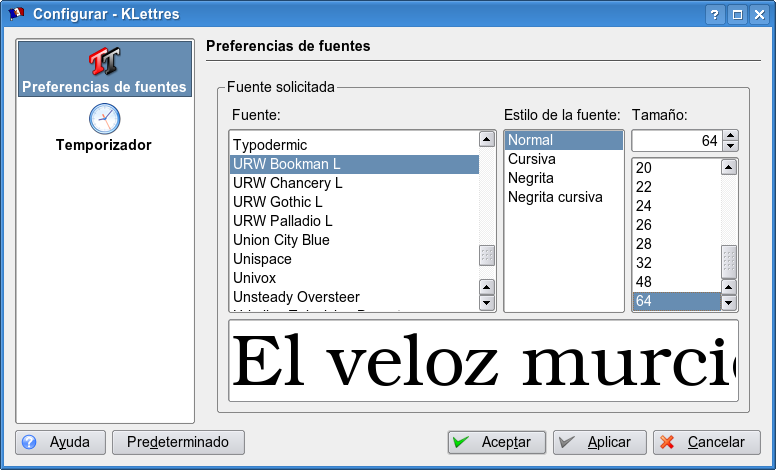 Configurar - KLettres
Preferencias de fuentes
Temporizador
Preferencias de fuentes
Fuente solicitada
Fuente:
Typodermic
URW Bookman L
URW Chancery L
URW Gothic L
URW Palladio L
Union City Blue
Unispace
Univox
Unsteady Oversteer
Estilo de la fuente:
Normal
Cursiva
Negrita
Negrita cursiva
Tamaño:
64
20
22
24
26
28
32
48
64
El veloz murci
Ayuda
Predeterminado
Aceptar
Aplicar
Cancelar